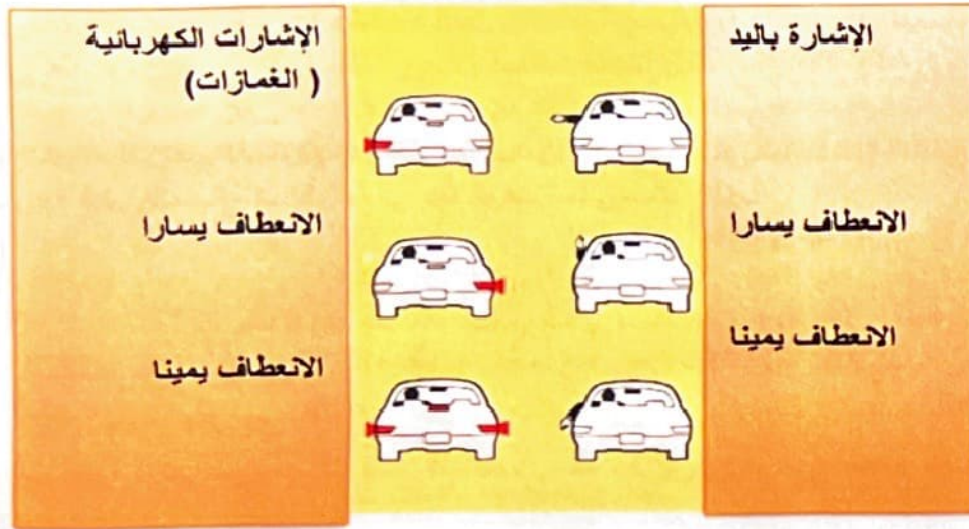 الإشارة باليد
الانعطاف يسارا
الانعطاف يمينا
الإشارات الكهربائية
( الغمازات)
الانعطاف يسارا
الانعطاف يمينا